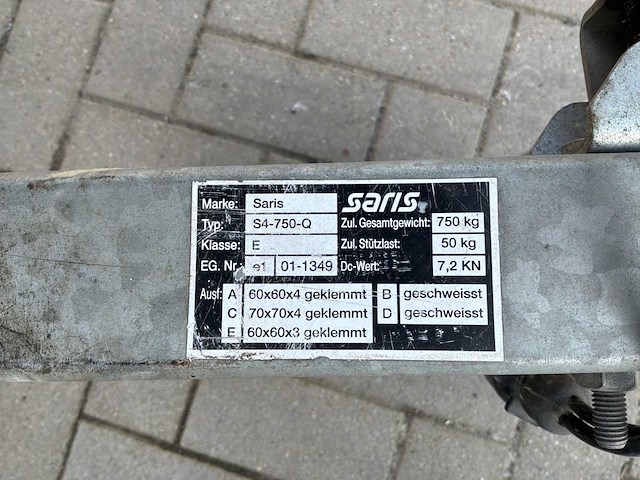 Marke: Saris saris
Typ: S4-750-Q Zul. Gesamtgewicht: 750 kg
Klasse: E Zul. Stützlast: 50 kg
EG. Nr. e1 01-1349 Dc-Wert: 7,2 KN
Ausf: A 60x60x4 geklemmt B geschweisst
C 70x70x4 geklemmt D geschweisst
E 60x60x3 geklemmt